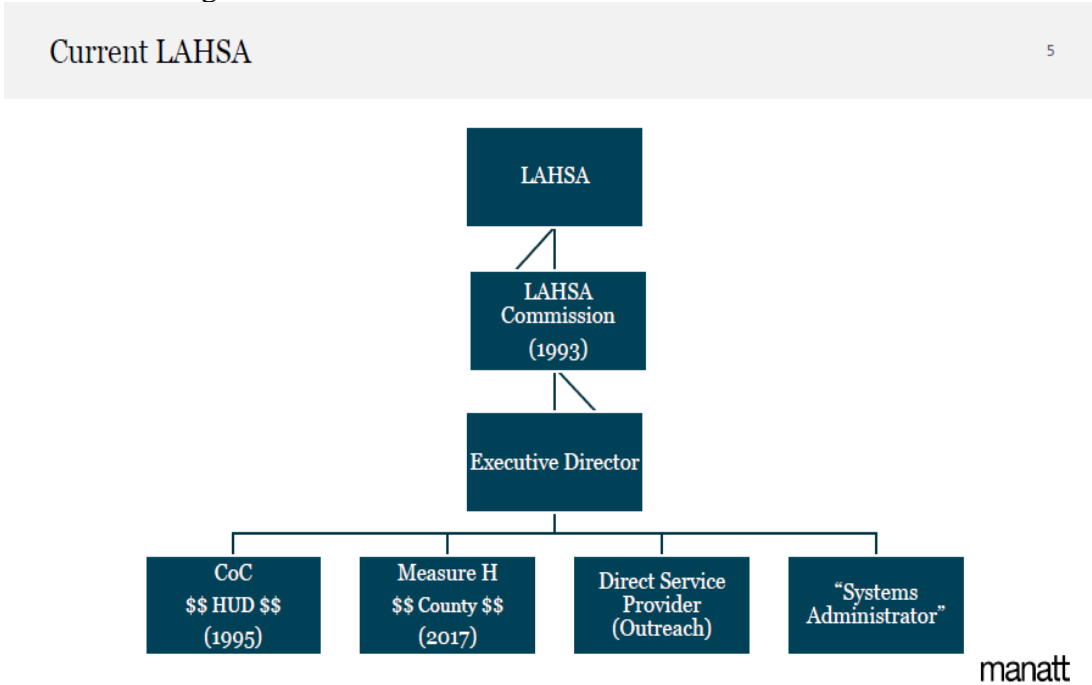 Current LAHSA
5
LAHSA
LAHSA
Commission
(1993)
Executive Director
CoC
$$ HUD $$
(1995)
Measure H
$$ County $$
(2017)
Direct Service
Provider
(Outreach)
“Systems
Administrator”
manatt